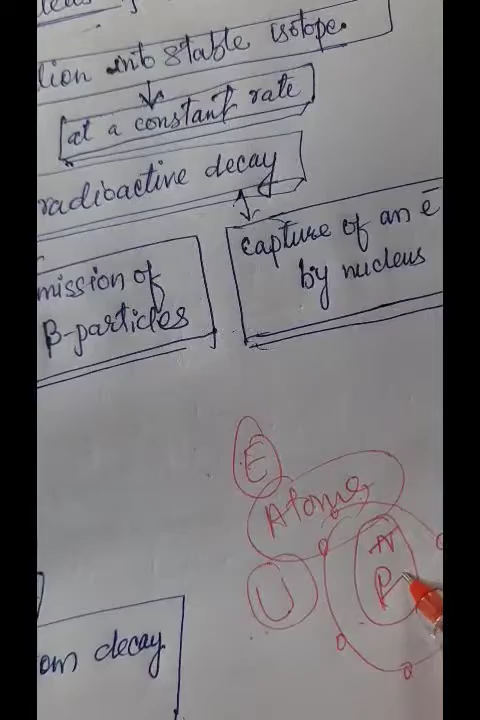 tion into stable isotope.
at a constant rate
radioactive decay
mission of
β-particles
capture of an e⁻
by nucleus
E
Atoms
N
P
U
om decay